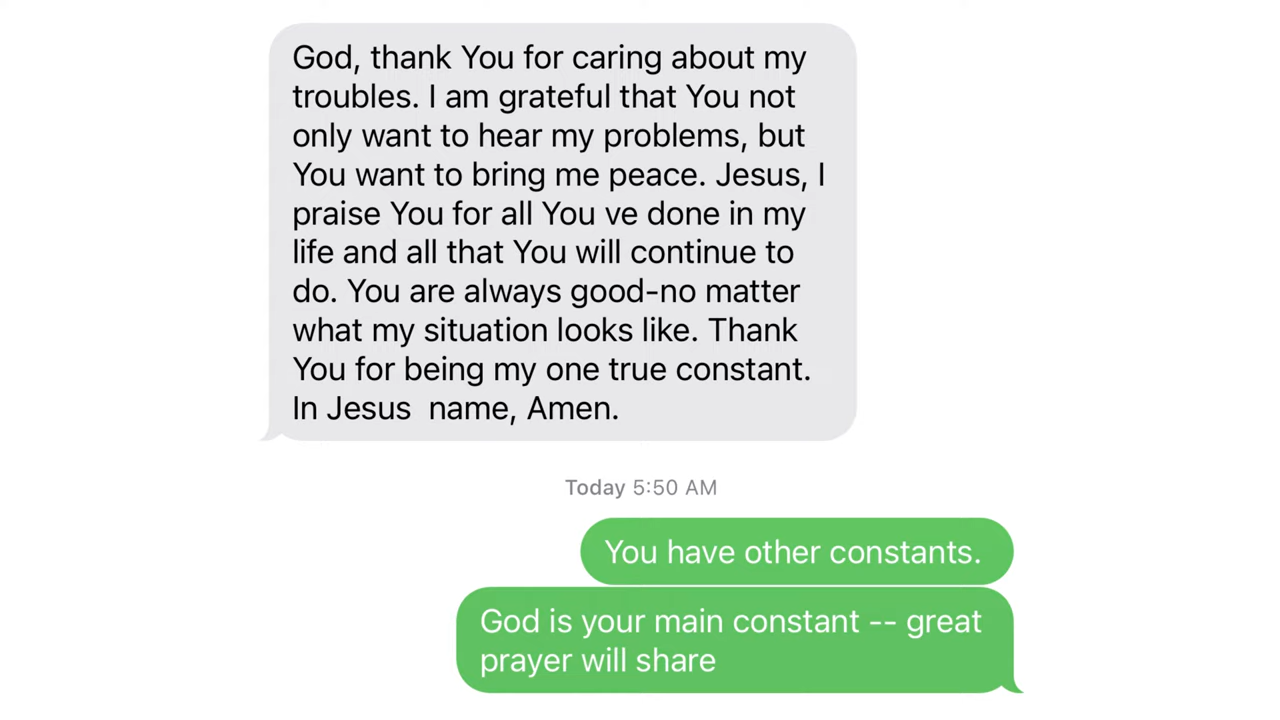 God, thank You for caring about my
troubles. I am grateful that You not
only want to hear my problems, but
You want to bring me peace. Jesus, I
praise You for all You ve done in my
life and all that You will continue to
do. You are always good-no matter
what my situation looks like. Thank
You for being my one true constant.
In Jesus  name, Amen.
Today 5:50 AM
You have other constants.
God is your main constant -- great
prayer will share